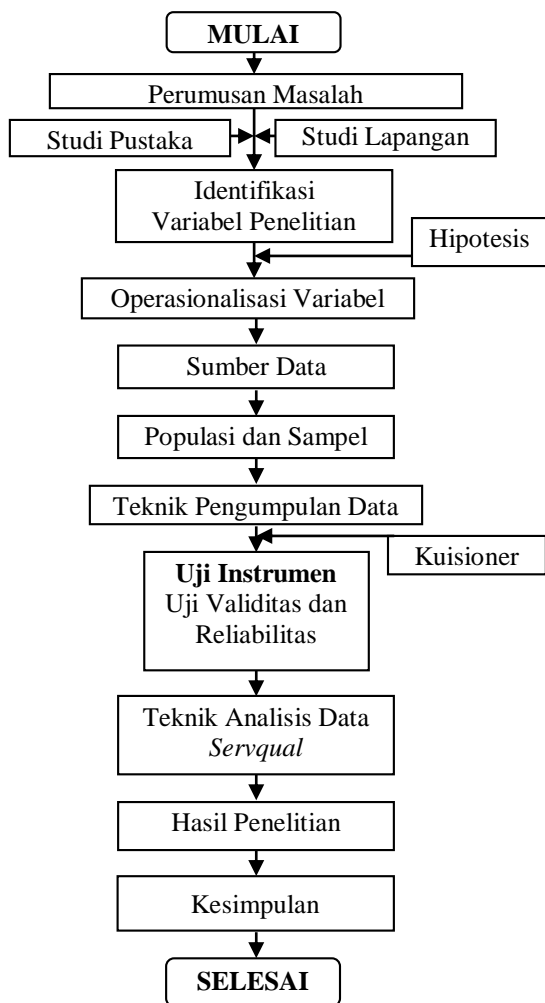 MULAI
Perumusan Masalah
Studi Pustaka
Studi Lapangan
Identifikasi
Variabel Penelitian
Hipotesis
Operasionalisasi Variabel
Sumber Data
Populasi dan Sampel
Teknik Pengumpulan Data
Kuisioner
Uji Instrumen
Uji Validitas dan
Reliabilitas
Teknik Analisis Data
Servqual
Hasil Penelitian
Kesimpulan
SELESAI